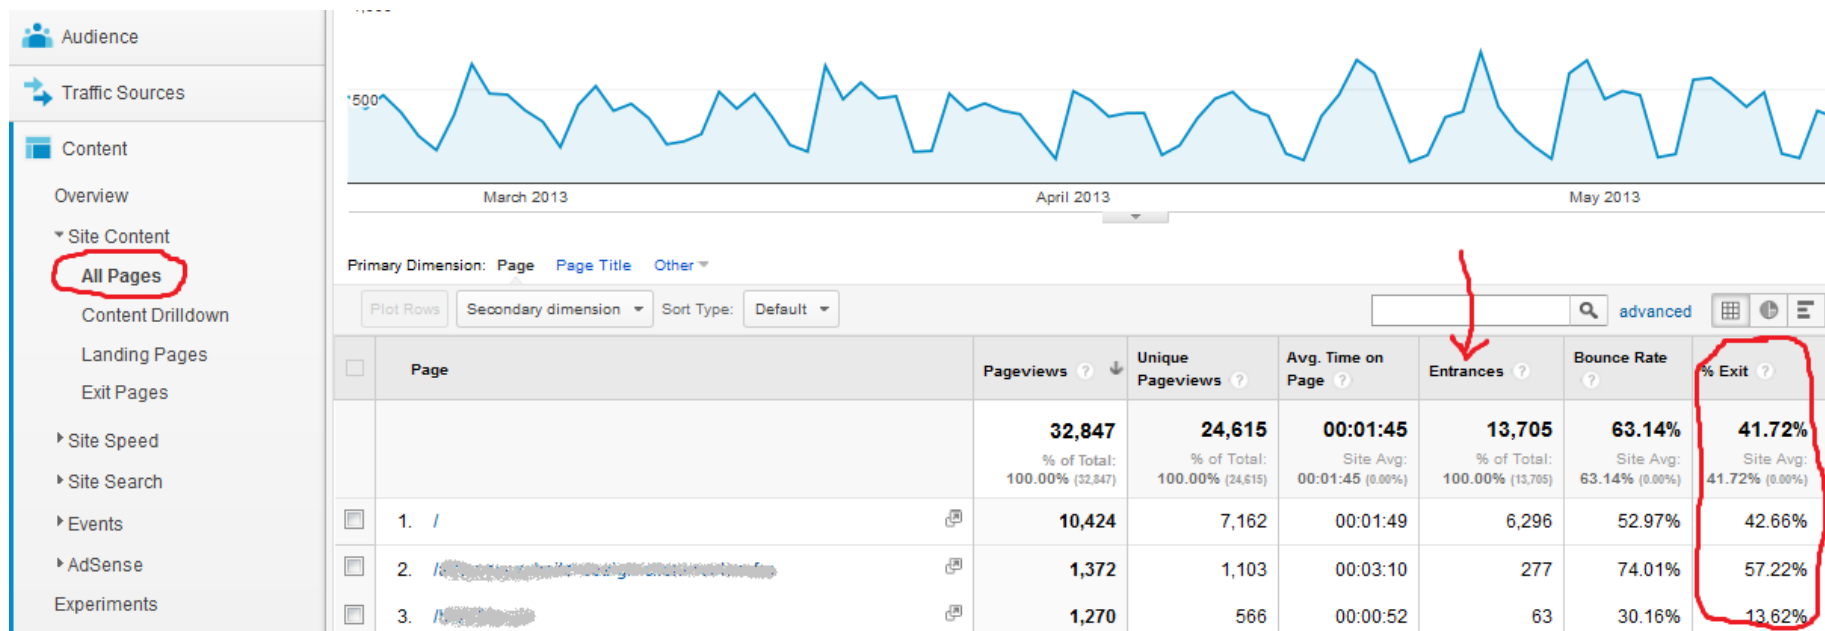 Audience
Traffic Sources
Content
Overview
Site Content
All Pages
Content Drilldown
Landing Pages
Exit Pages
Site Speed
Site Search
Events
AdSense
Experiments
500
March 2013 April 2013 May 2013
Primary Dimension: Page Page Title Other
Plot Rows Secondary dimension Sort Type: Default advanced
Page Pageviews ? Unique Pageviews ? Avg. Time on Page ? Entrances ? Bounce Rate ? % Exit ?
32,847 24,615 00:01:45 13,705 63.14% 41.72%
% of Total: % of Total: Site Avg: % of Total: Site Avg: Site Avg:
100.00% (32,847) 100.00% (24,615) 00:01:45 (0.00%) 100.00% (13,705) 63.14% (0.00%) 41.72% (0.00%)
1. / 10,424 7,162 00:01:49 6,296 52.97% 42.66%
2. / 1,372 1,103 00:03:10 277 74.01% 57.22%
3. / 1,270 566 00:00:52 63 30.16% 13.62%